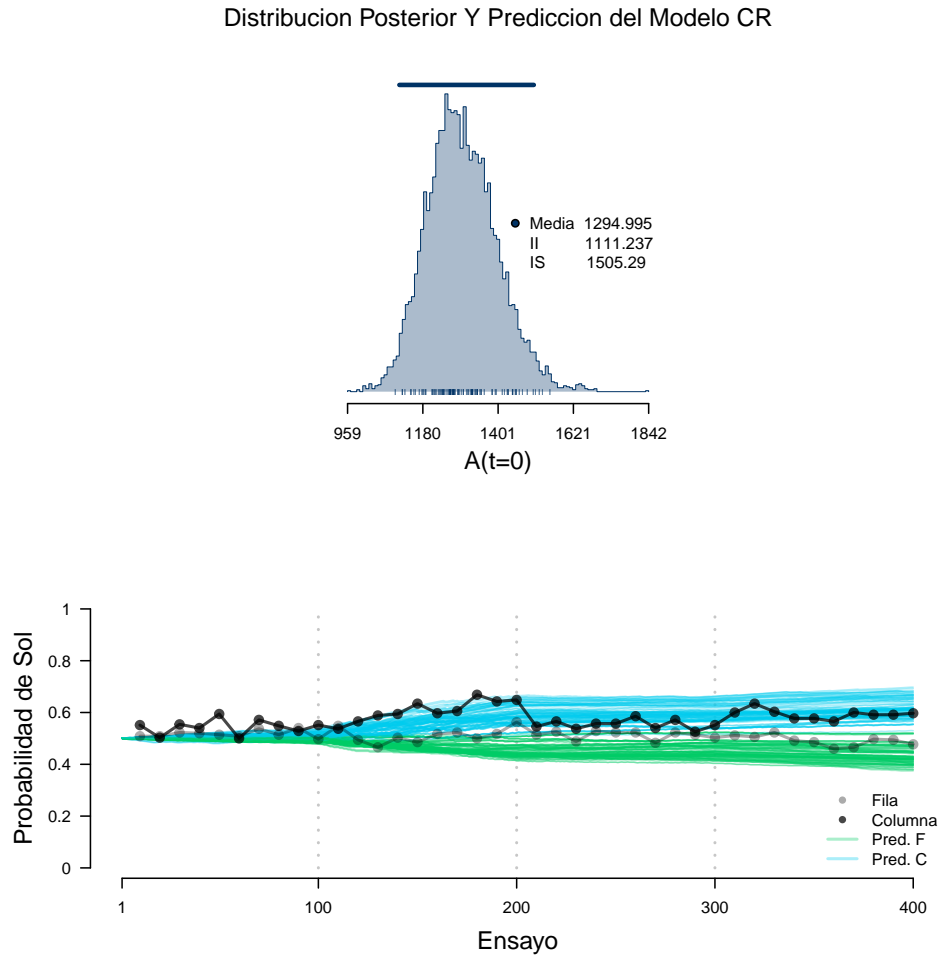 Distribucion Posterior Y Prediccion del Modelo CR
Media 1294.995
II 1111.237
IS 1505.29
959 1180 1401 1621 1842
A(t=0)
Probabilidad de Sol
1
0.8
0.6
0.4
0.2
0
Fila
Columna
Pred. F
Pred. C
1 100 200 300 400
Ensayo